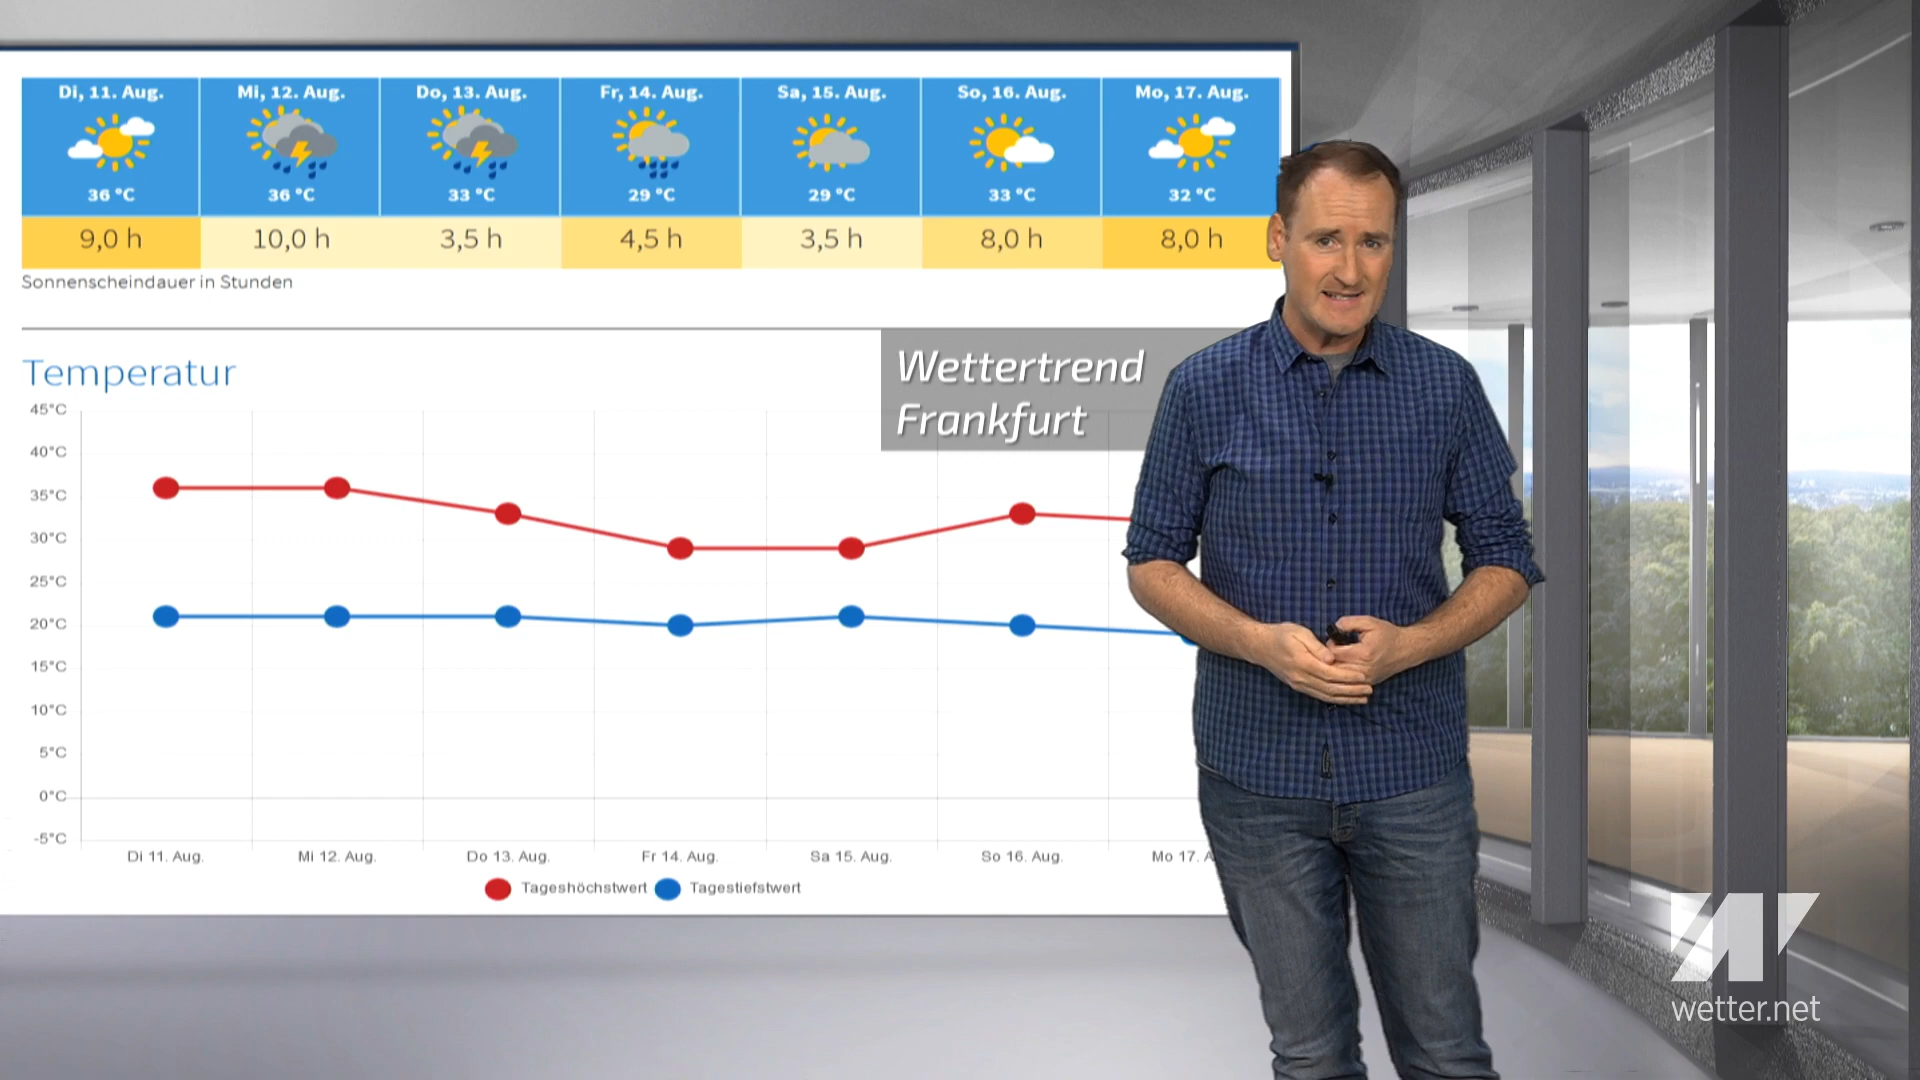 Di, 11. Aug. Mi, 12. Aug. Do, 13. Aug. Fr, 14. Aug. Sa, 15. Aug. So, 16. Aug. Mo, 17. Aug.
36 °C 36 °C 33 °C 29 °C 29 °C 33 °C 32 °C
9,0 h 10,0 h 3,5 h 4,5 h 3,5 h 8,0 h 8,0 h
Sonnenscheindauer in Stunden
Wettertrend
Frankfurt
Temperatur
45°C
40°C
35°C
30°C
25°C
20°C
15°C
10°C
5°C
0°C
-5°C
Di 11. Aug. Mi 12. Aug. Do 13. Aug. Fr 14. Aug. Sa 15. Aug. So 16. Aug. Mo 17. A
Tageshöchstwert Tagestiefstwert
wetter.net